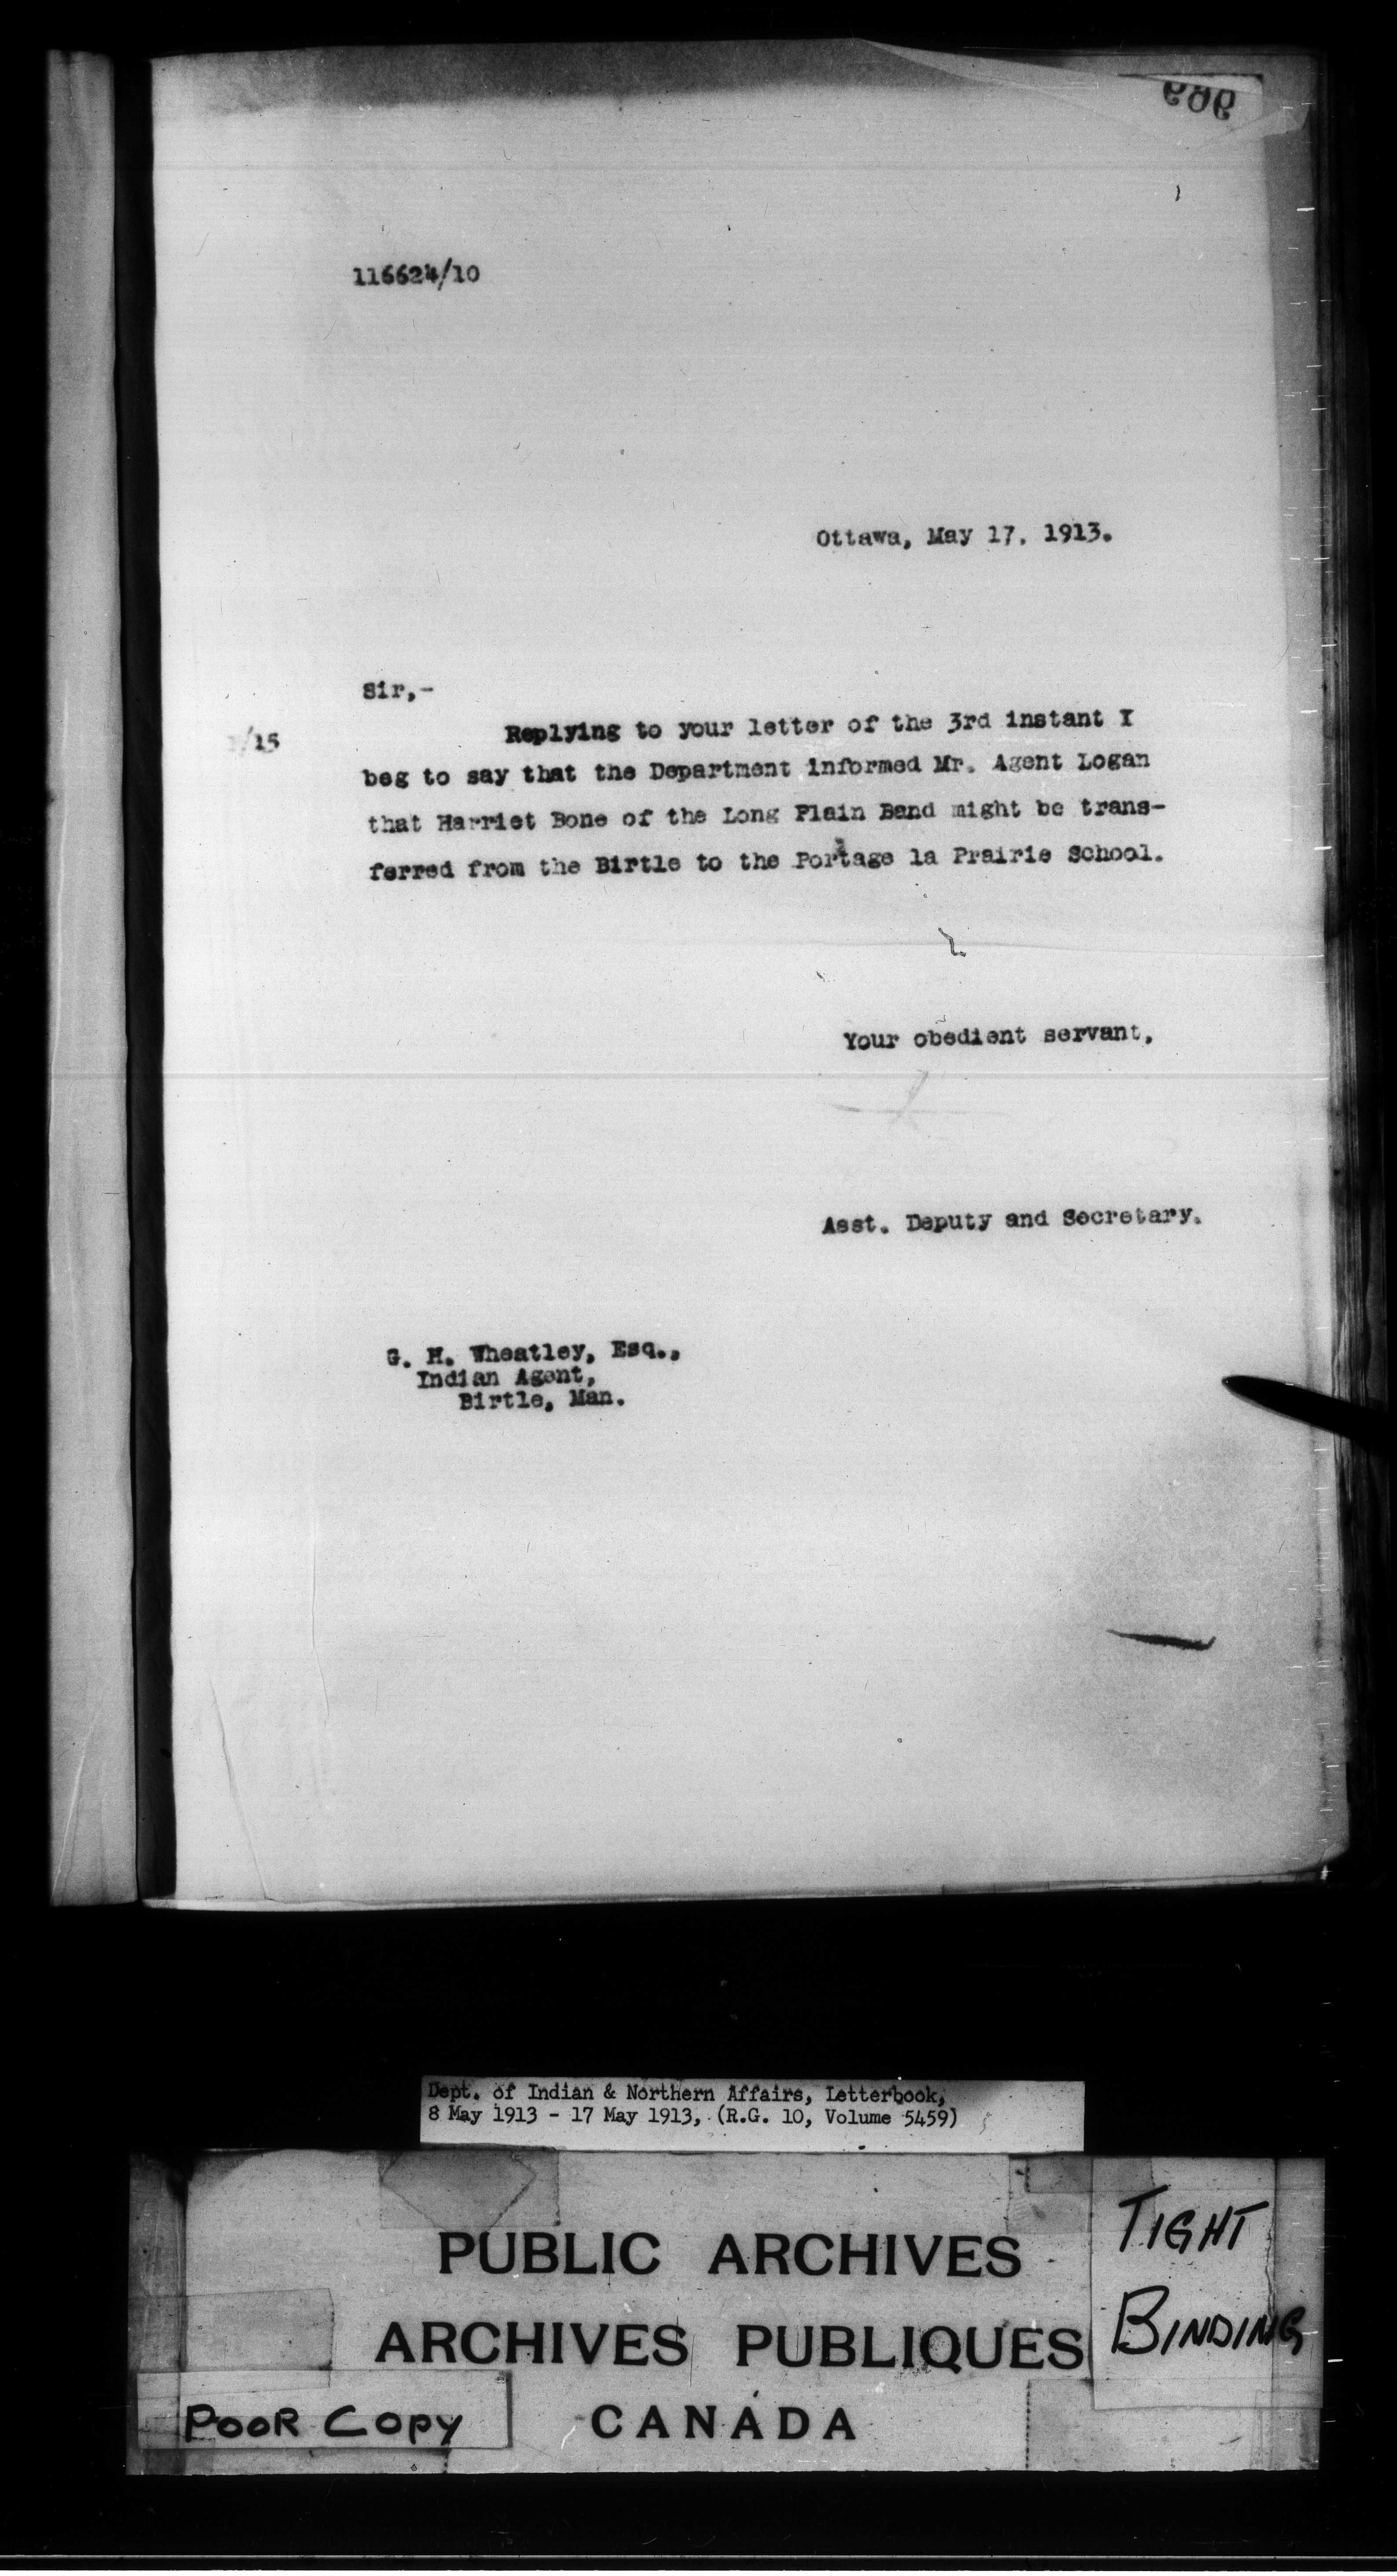 116624/10
Ottawa, May 17, 1913.
Sir,-
/15
Replying to your letter of the 3rd instant I
beg to say that the Department informed Mr. Agent Logan
that Harriet Bone of the Long Plain Band might be trans-
ferred from the Birtle to the Portage la Prairie School.
Your obedient servant,
Asst. Deputy and Secretary.
G. H. Wheatley, Esq.,
Indian Agent,
Birtle, Man.
Dept. of Indian & Northern Affairs, Letterbook,
8 May 1913 - 17 May 1913, (R.G. 10, Volume 5459)
PUBLIC ARCHIVES
ARCHIVES PUBLIQUES
CANADA
TIGHT
BINDING
POOR COPY